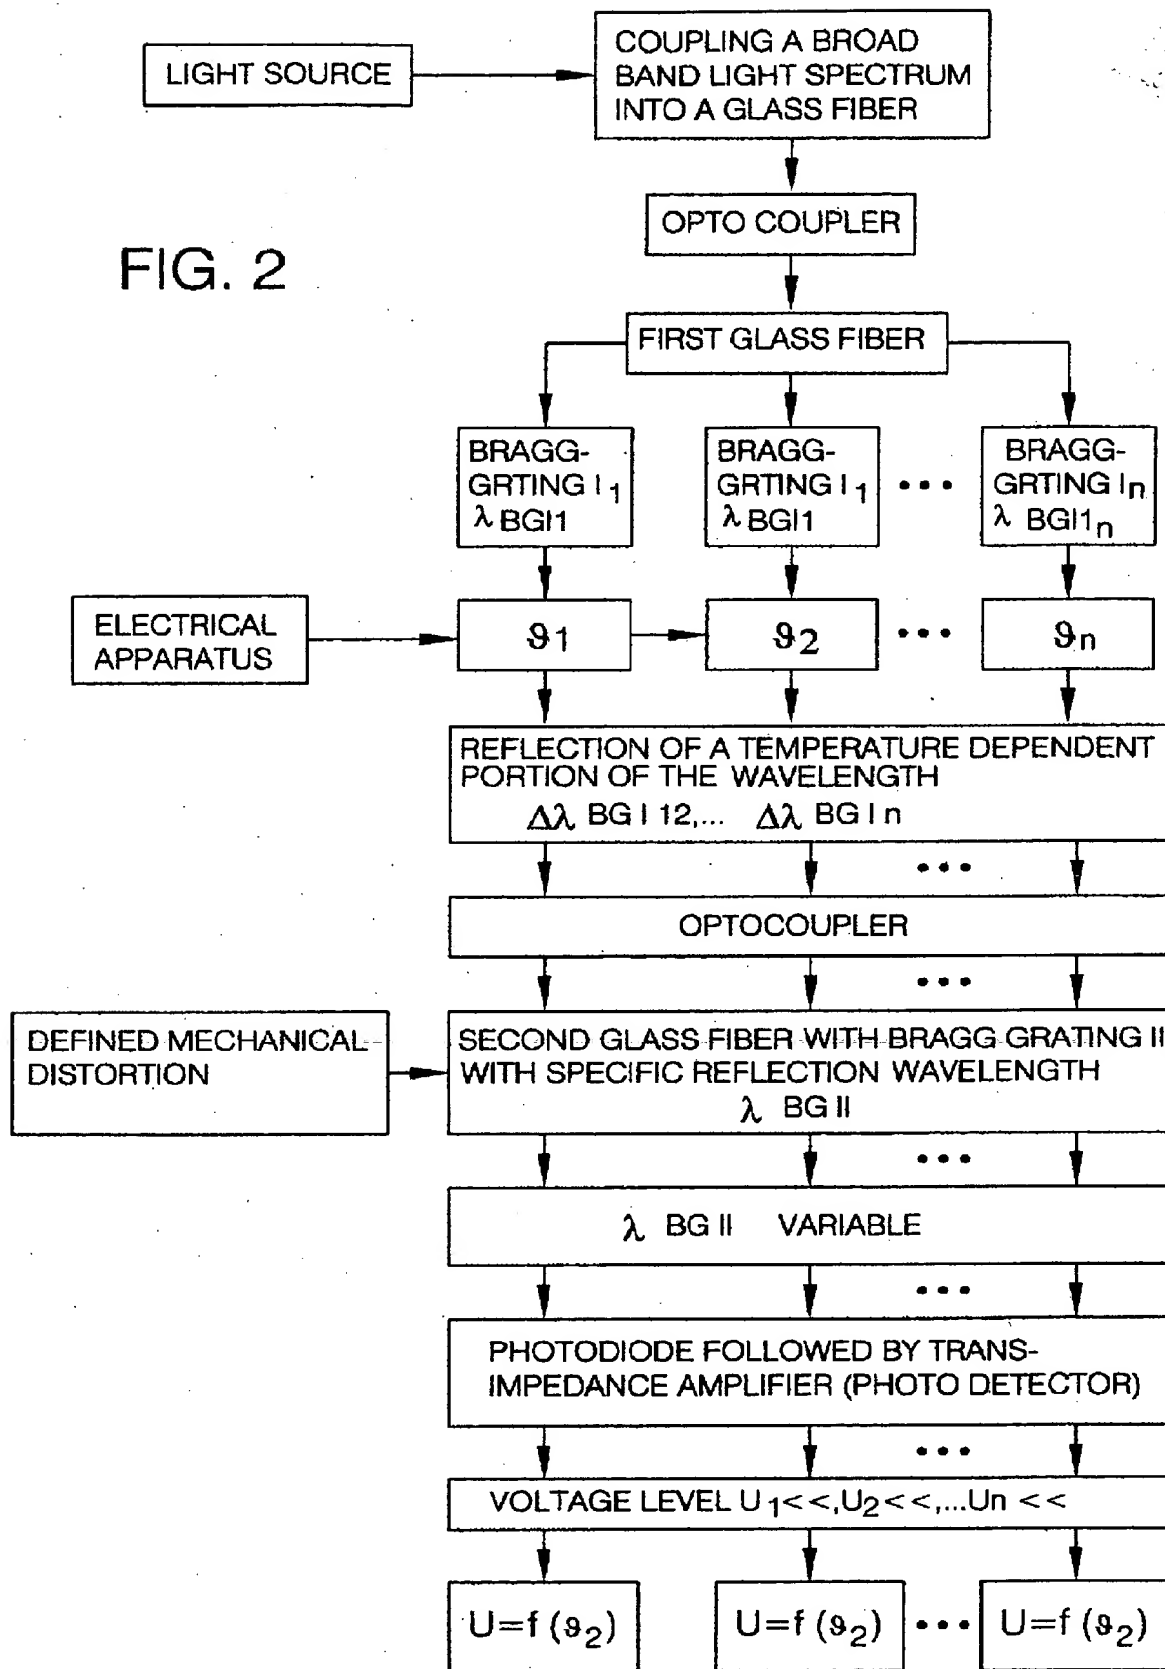 LIGHT SOURCE
COUPLING A BROAD
BAND LIGHT SPECTRUM
INTO A GLASS FIBER
OPTO COUPLER
FIG. 2
FIRST GLASS FIBER
BRAGG-
GRTING I1
λ BGI1
BRAGG-
GRTING I1
λ BGI1
•••
BRAGG-
GRTING In
λ BGI1n
ELECTRICAL
APPARATUS
ϑ1
ϑ2
•••
ϑn
REFLECTION OF A TEMPERATURE DEPENDENT
PORTION OF THE WAVELENGTH
Δλ BG I 12,... Δλ BG I n
•••
OPTOCOUPLER
•••
DEFINED MECHANICAL
DISTORTION
SECOND GLASS FIBER WITH BRAGG GRATING II
WITH SPECIFIC REFLECTION WAVELENGTH
λ BG II
•••
λ BG II VARIABLE
•••
PHOTODIODE FOLLOWED BY TRANS-
IMPEDANCE AMPLIFIER (PHOTO DETECTOR)
•••
VOLTAGE LEVEL U1<<,U2<<,...Un <<
U=f (ϑ2)
U=f (ϑ2)
•••
U=f (ϑ2)